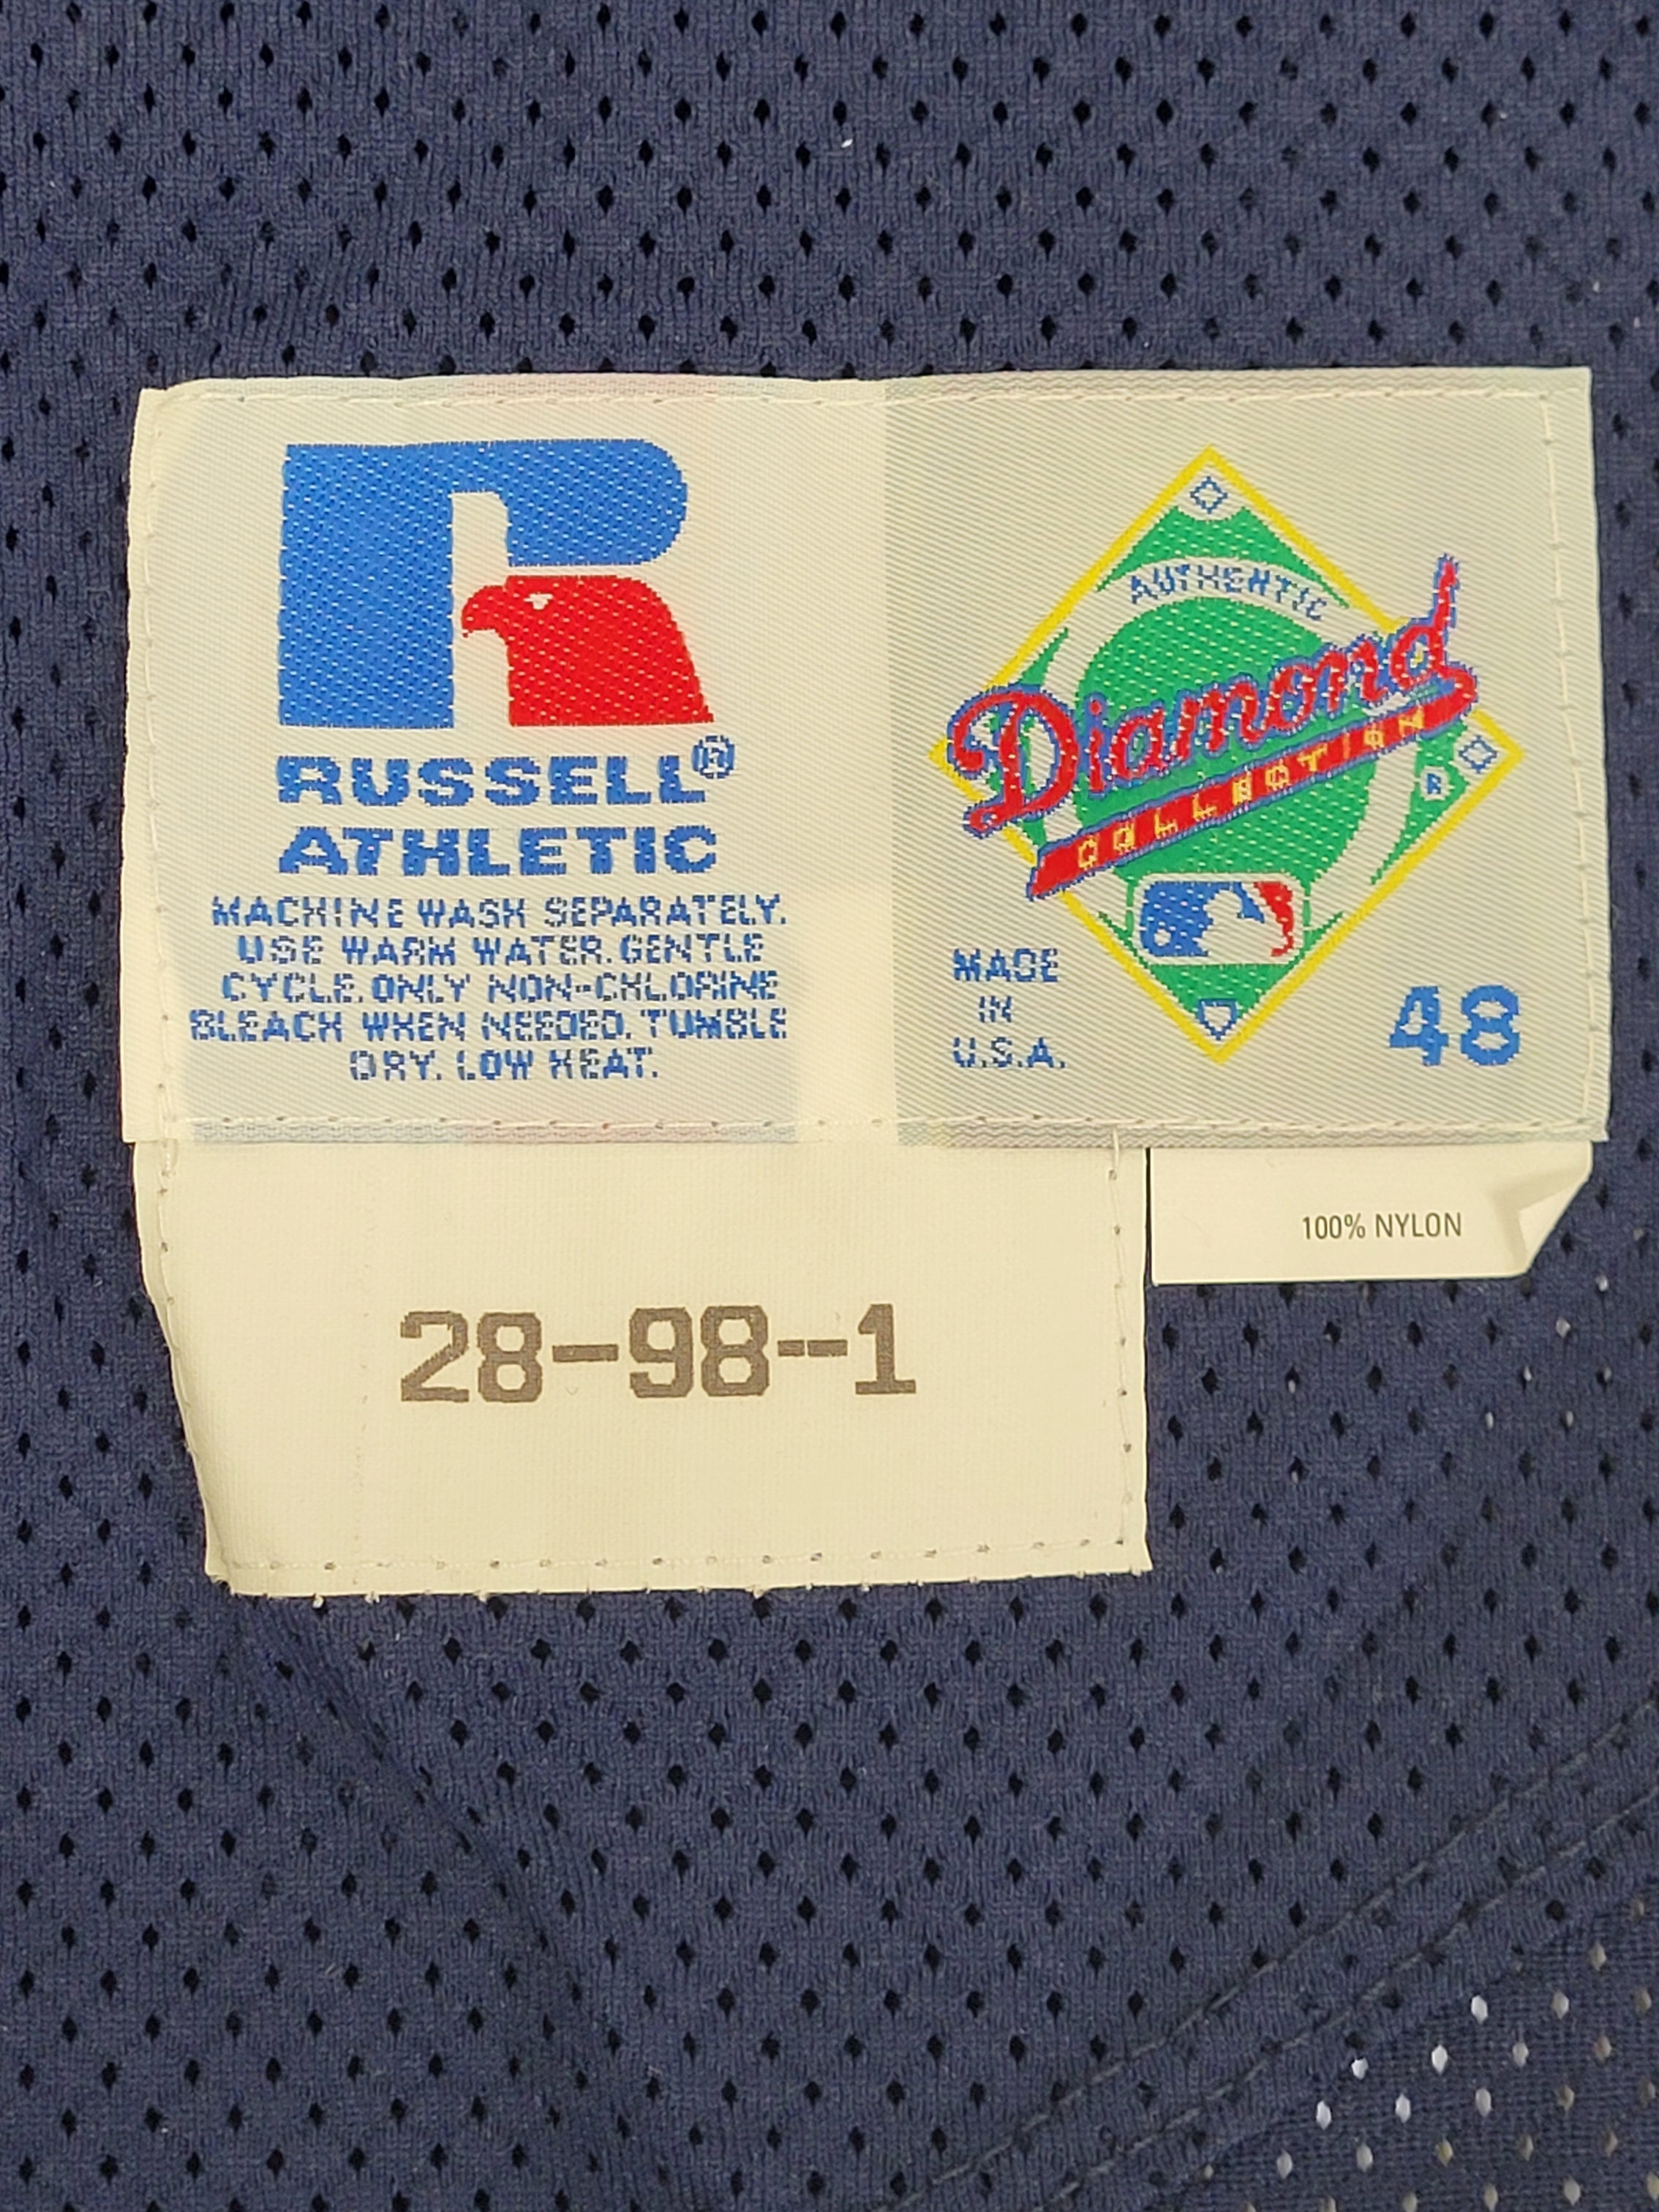 RUSSELL®
ATHLETIC
MACHINE WASH SEPARATELY.
USE WARM WATER. GENTLE
CYCLE. ONLY NON-CHLORINE
BLEACH WHEN NEEDED. TUMBLE
DRY. LOW HEAT.
AUTHENTIC
Diamond
COLLECTION
®
MADE
IN
U.S.A.
48
100% NYLON
28-98--1